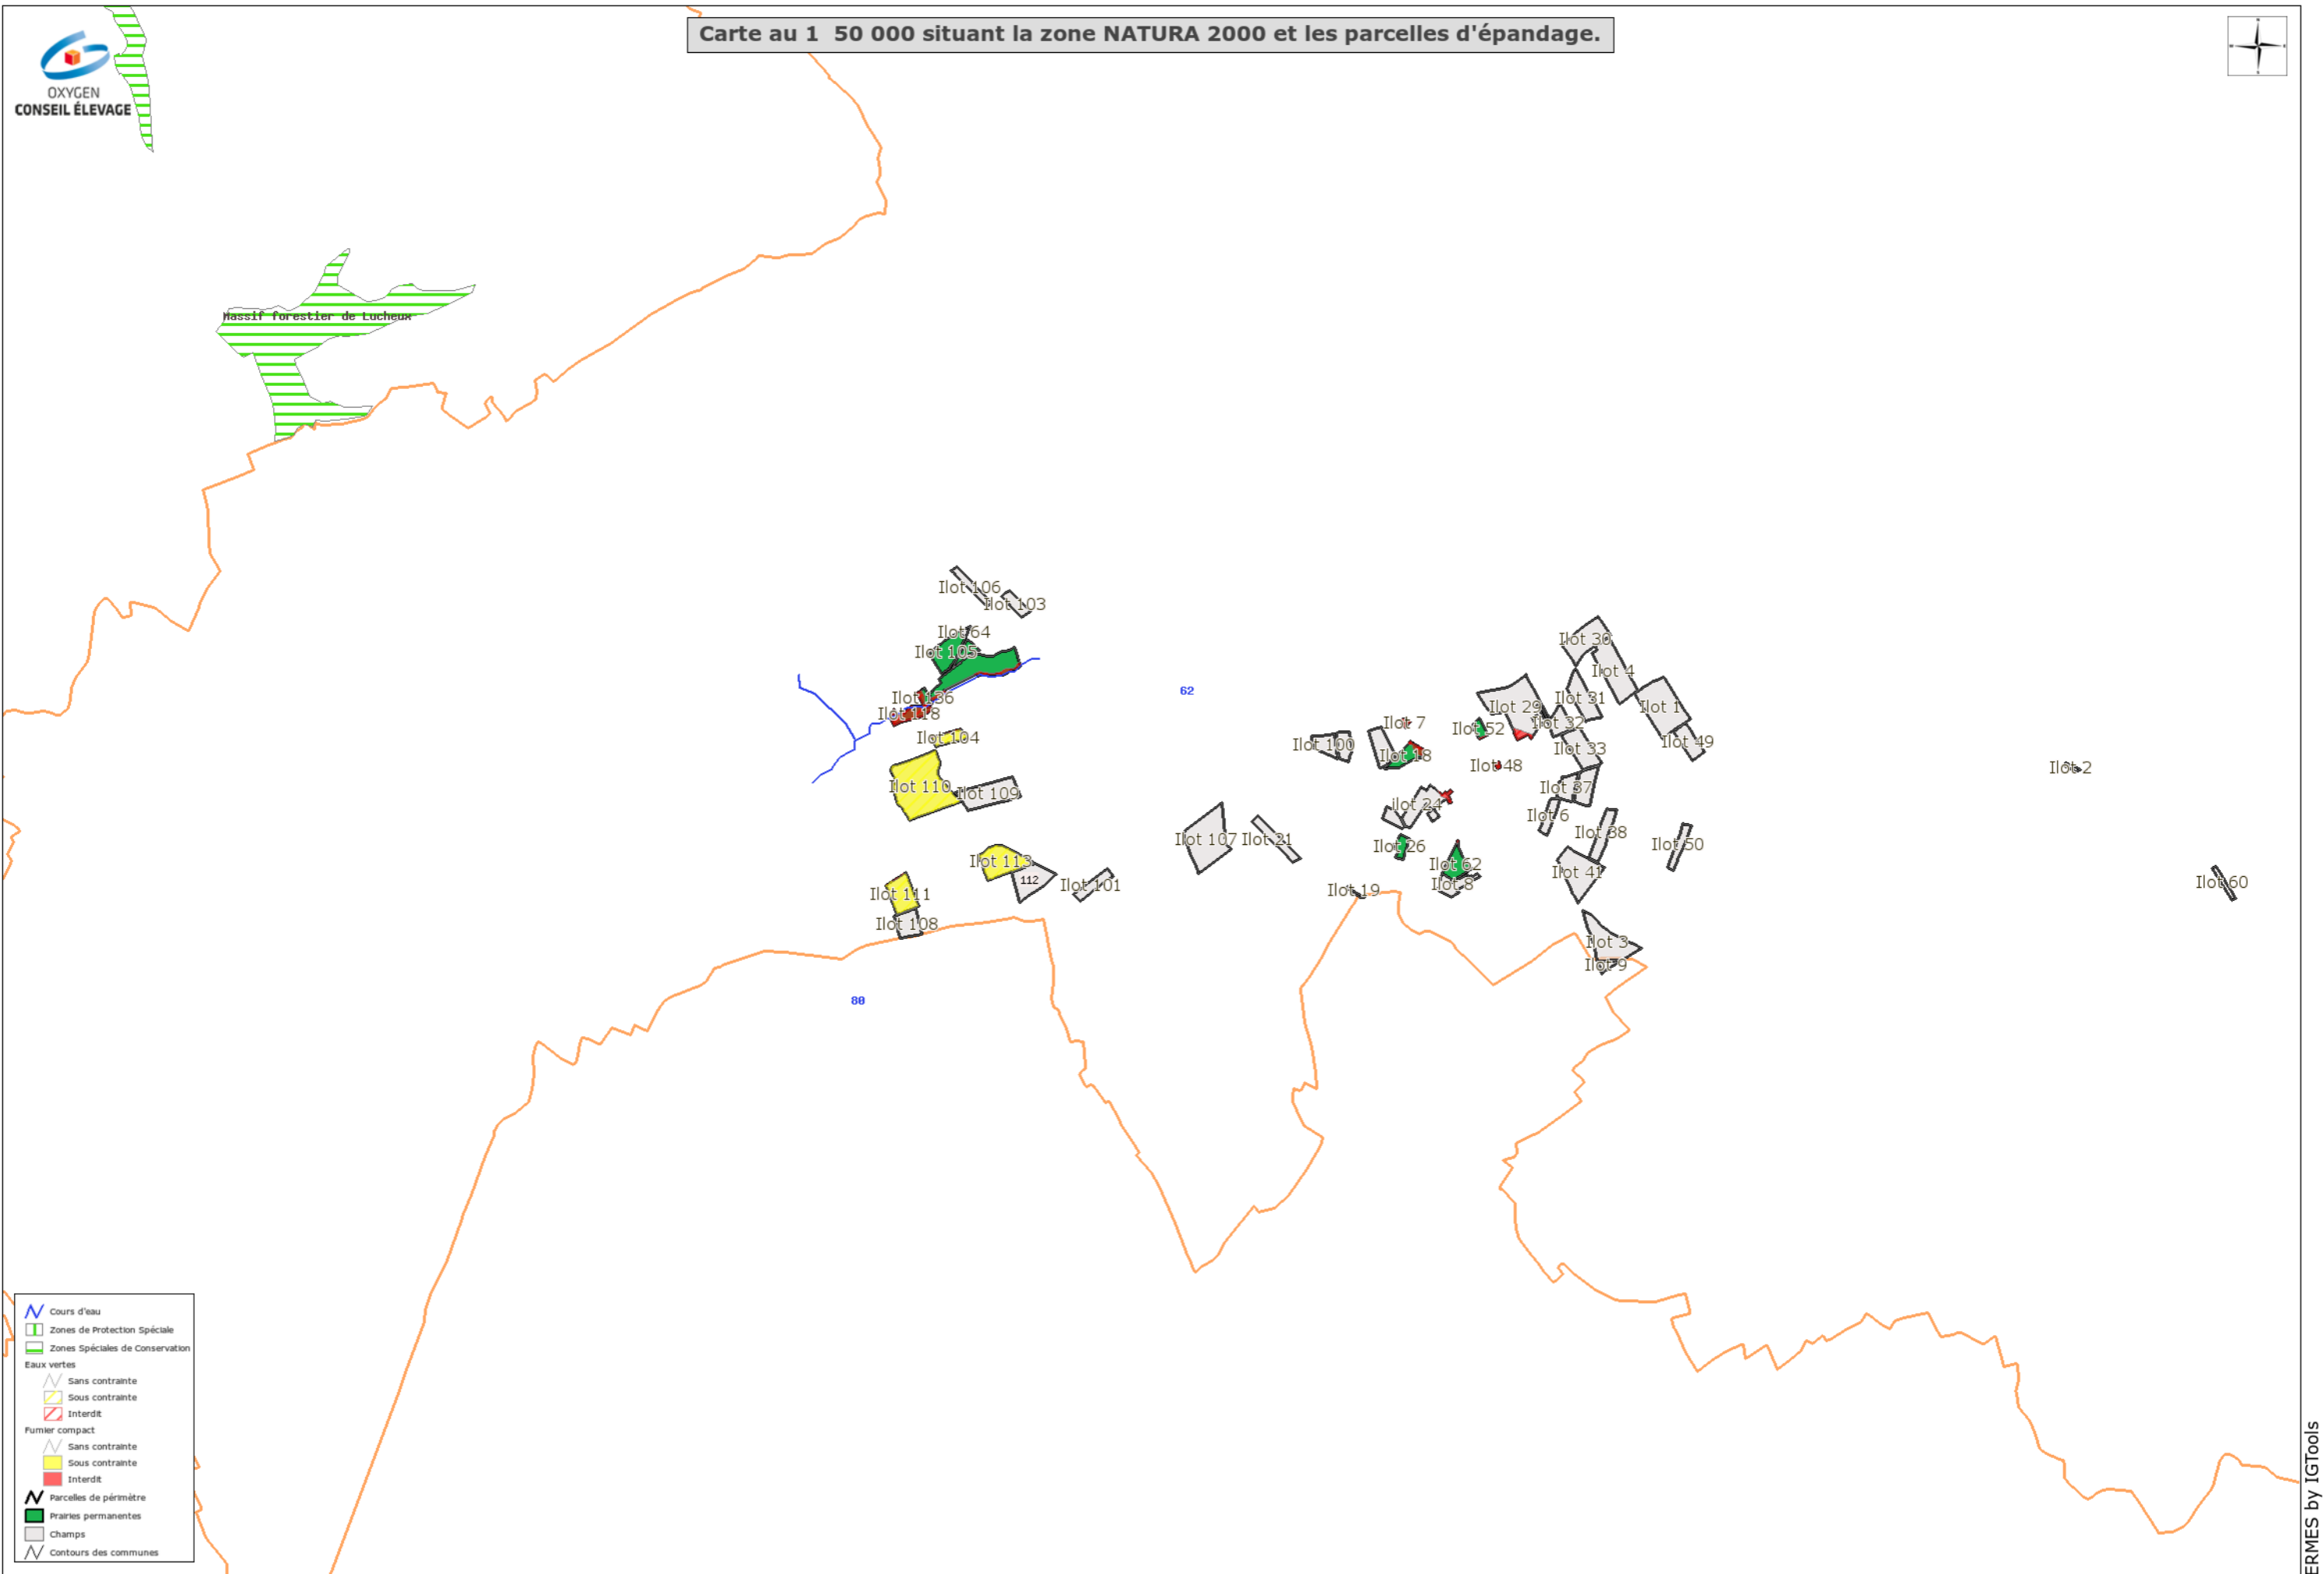 Carte au 1 50 000 situant la zone NATURA 2000 et les parcelles d'épandage.
OXYGEN
CONSEIL ÉLEVAGE
Massif forestier de Lucheux
Ilot 106
Ilot 103
Ilot 64
Ilot 105
Ilot 136
Ilot 118
Ilot 104
Ilot 110
Ilot 109
Ilot 113
112
Ilot 101
Ilot 111
Ilot 108
62
80
Ilot 107
Ilot 21
Ilot 100
Ilot 7
Ilot 18
Ilot 52
Ilot 48
ilot 24
Ilot 26
Ilot 62
Ilot 8
Ilot 19
Ilot 30
Ilot 4
Ilot 31
Ilot 29
Ilot 32
Ilot 1
Ilot 33
Ilot 49
Ilot 37
Ilot 6
Ilot 38
Ilot 50
Ilot 41
Ilot 3
Ilot 9
Ilot 2
Ilot 60
Cours d'eau
Zones de Protection Spéciale
Zones Spéciales de Conservation
Eaux vertes
Sans contrainte
Sous contrainte
Interdit
Fumier compact
Sans contrainte
Sous contrainte
Interdit
Parcelles de périmètre
Prairies permanentes
Champs
Contours des communes
ERMES by IGTools